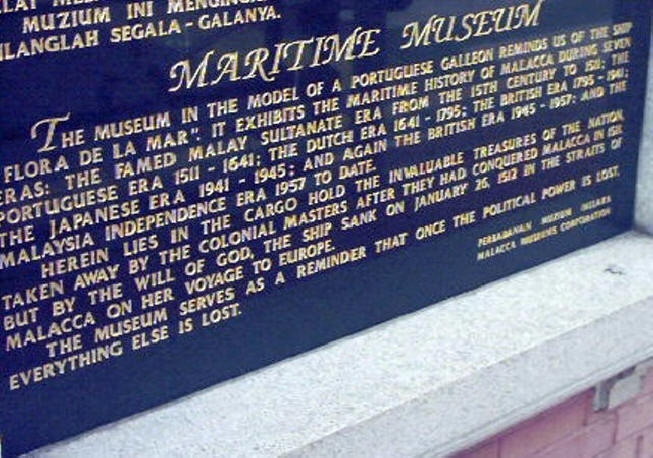 MUZIUM INI MENGING
ILANGLAH SEGALA-GALANYA.
MARITIME MUSEUM
THE MUSEUM IN THE MODEL OF A PORTUGUESE GALLEON REMINDS US OF THE SHIP
FLORA DE LA MAR". IT EXHIBITS THE MARITIME HISTORY OF MALACCA DURING SEVEN
ERAS: THE FAMED MALAY SULTANATE ERA FROM THE 15TH CENTURY TO 1511; THE
PORTUGUESE ERA 1511 - 1641; THE DUTCH ERA 1641 - 1795; THE BRITISH ERA 1795 - 1941;
THE JAPANESE ERA 1941 - 1945; AND AGAIN THE BRITISH ERA 1945 - 1957; AND THE
MALAYSIA INDEPENDENCE ERA 1957 TO DATE.
HEREIN LIES IN THE CARGO HOLD THE INVALUABLE TREASURES OF THE NATION,
TAKEN AWAY BY THE COLONIAL MASTERS AFTER THEY HAD CONQUERED MALACCA IN 1511.
BUT BY THE WILL OF GOD, THE SHIP SANK ON JANUARY 26, 1512 IN THE STRAITS OF
MALACCA ON HER VOYAGE TO EUROPE.
THE MUSEUM SERVES AS A REMINDER THAT ONCE THE POLITICAL POWER IS LOST,
EVERYTHING ELSE IS LOST.
PERBADANAN MUZIUM MELAKA
MALACCA MUSEUMS CORPORATION